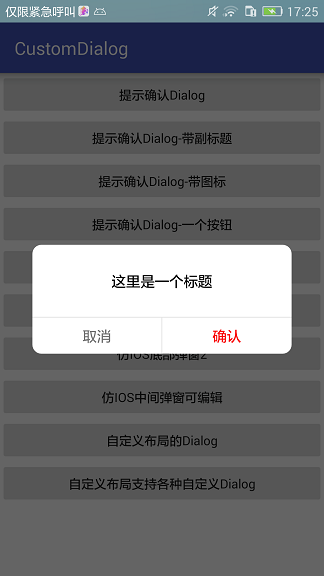 仅限紧急呼叫
17:25
CustomDialog
提示确认Dialog
提示确认Dialog-带副标题
提示确认Dialog-带图标
提示确认Dialog-一个按钮
这里是一个标题
取消
确认
仿IOS底部弹窗2
仿IOS中间弹窗可编辑
自定义布局的Dialog
自定义布局支持各种自定义Dialog